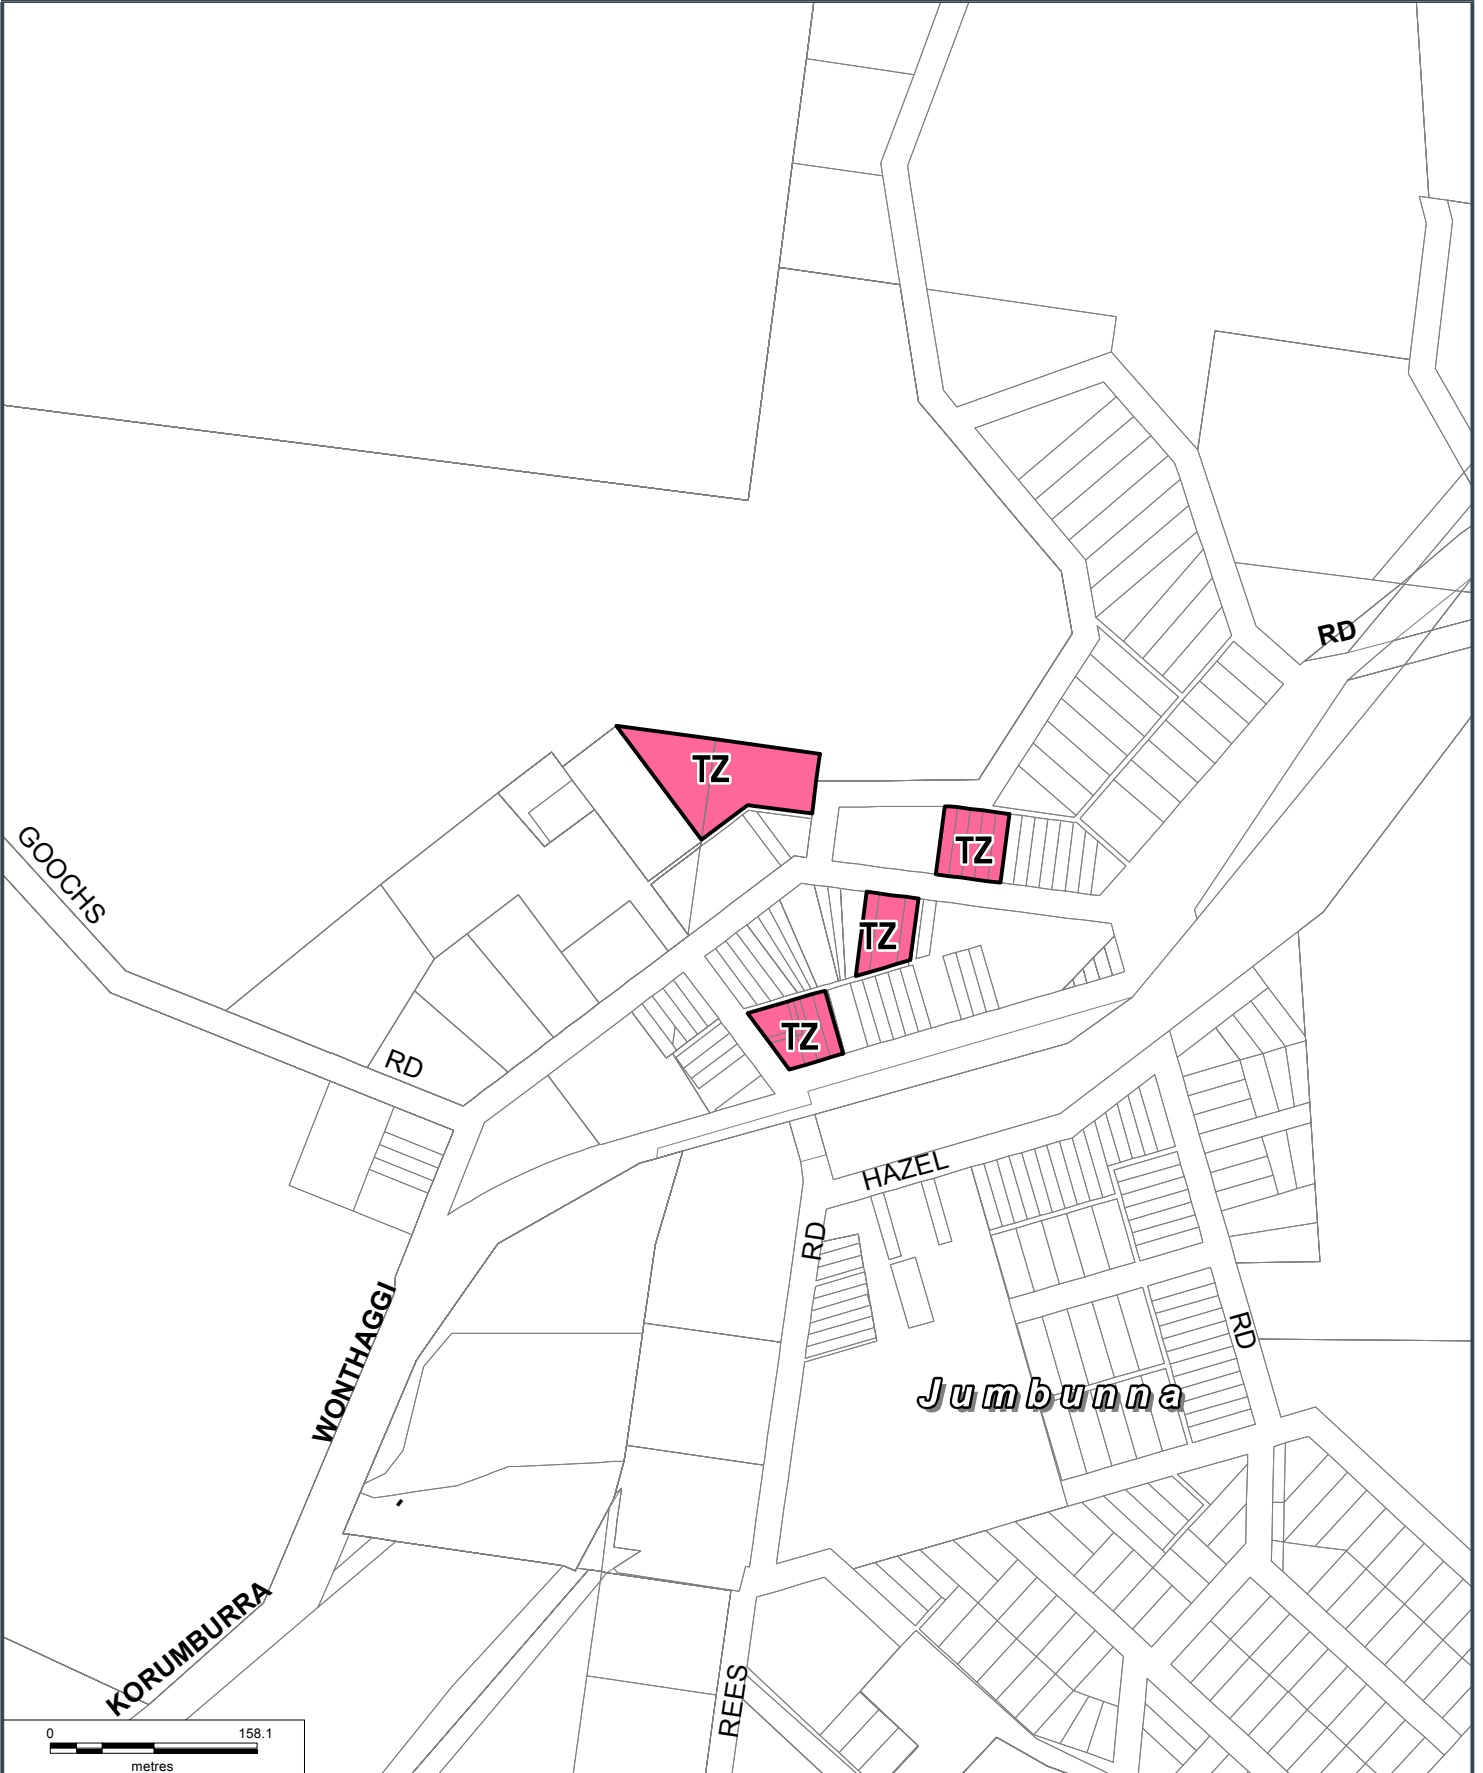 RD
TZ
TZ
GOOCHS
TZ
TZ
RD
HAZEL
RD
WONTHAGGI
RD
Jumbunna
KORUMBURRA
REES
0 158.1
metres